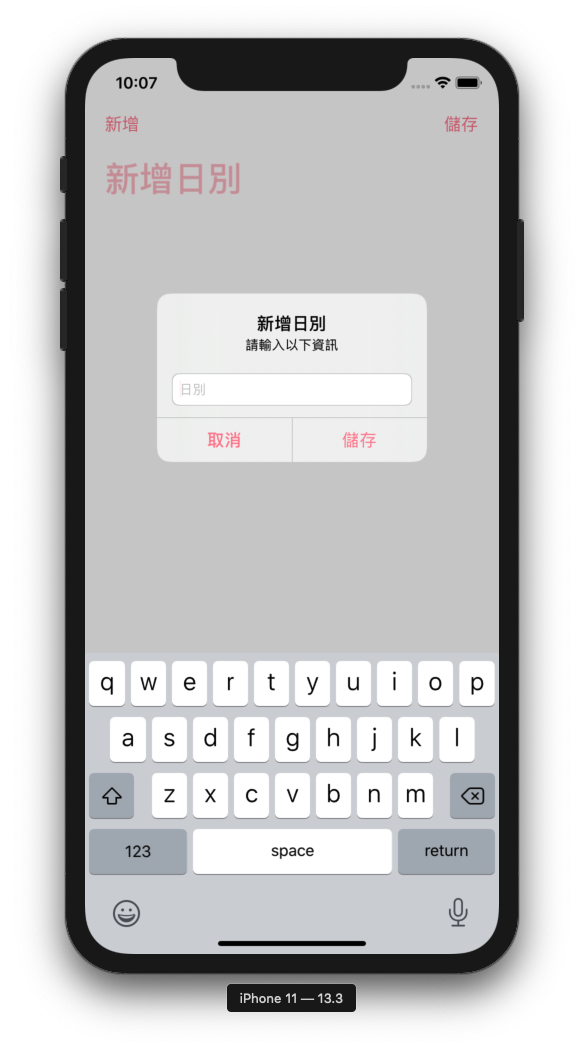 10:07
新增 儲存
新增日別
新增日別
請輸入以下資訊
日別
取消 儲存
q w e r t y u i o p
a s d f g h j k l
z x c v b n m
123 space return
iPhone 11 — 13.3